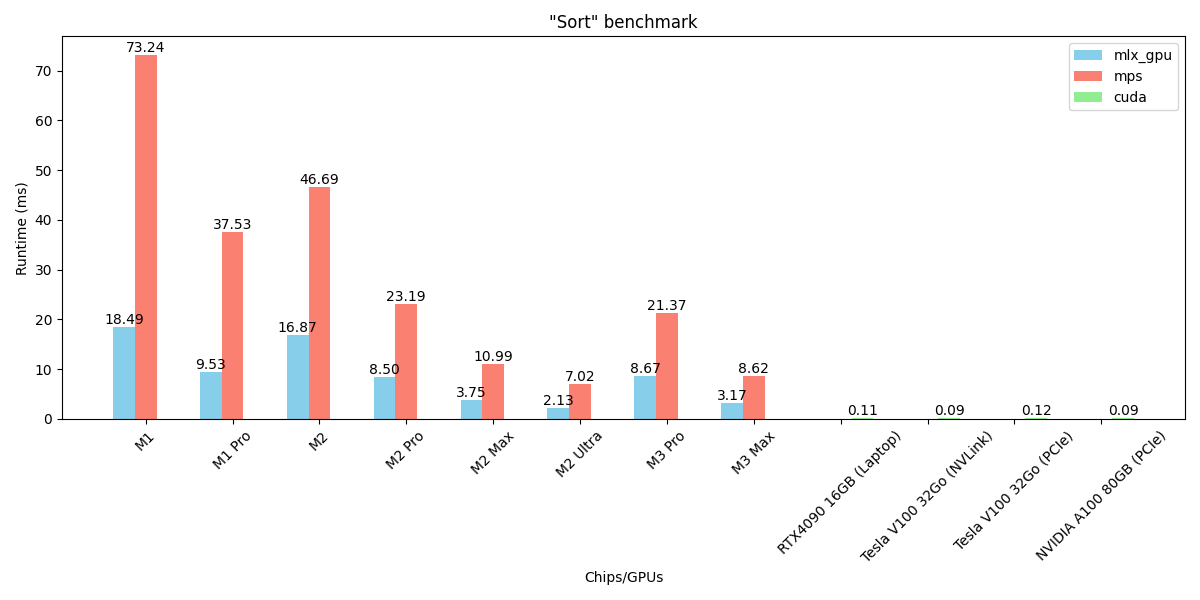 "Sort" benchmark
mlx_gpu
mps
cuda
Runtime (ms)
70
60
50
40
30
20
10
0
18.49
73.24
9.53
37.53
16.87
46.69
8.50
23.19
3.75
10.99
2.13
7.02
8.67
21.37
3.17
8.62
0.11
0.09
0.12
0.09
M1
M1 Pro
M2
M2 Pro
M2 Max
M2 Ultra
M3 Pro
M3 Max
RTX4090 16GB (Laptop)
Tesla V100 32Go (NVLink)
Tesla V100 32Go (PCIe)
NVIDIA A100 80GB (PCIe)
Chips/GPUs